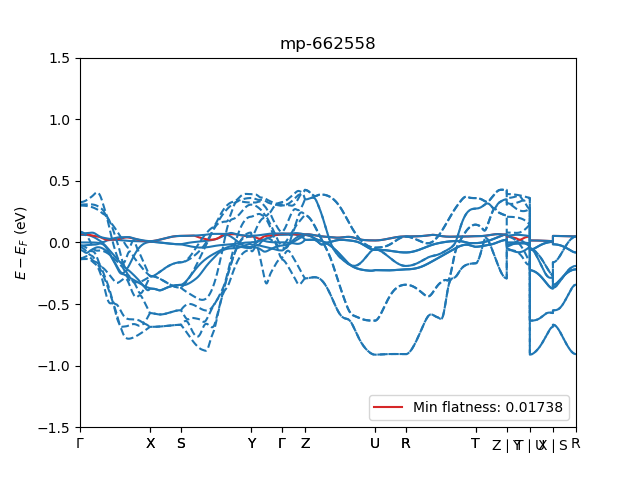 mp-662558
E − E_F (eV)
1.5
1.0
0.5
0.0
−0.5
−1.0
−1.5
Min flatness: 0.01738
Γ X S Y Γ Z U R T Z | Y T | U X | S R